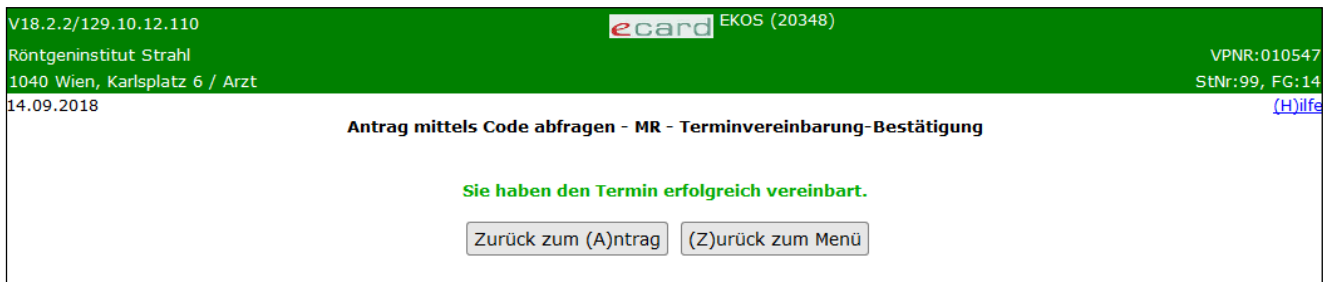 V18.2.2/129.10.12.110 ecard EKOS (20348)
Röntgeninstitut Strahl VPNR:010547
1040 Wien, Karlsplatz 6 / Arzt StNr:99, FG:14
14.09.2018 (H)ilfe
Antrag mittels Code abfragen - MR - Terminvereinbarung-Bestätigung
Sie haben den Termin erfolgreich vereinbart.
Zurück zum (A)ntrag (Z)urück zum Menü